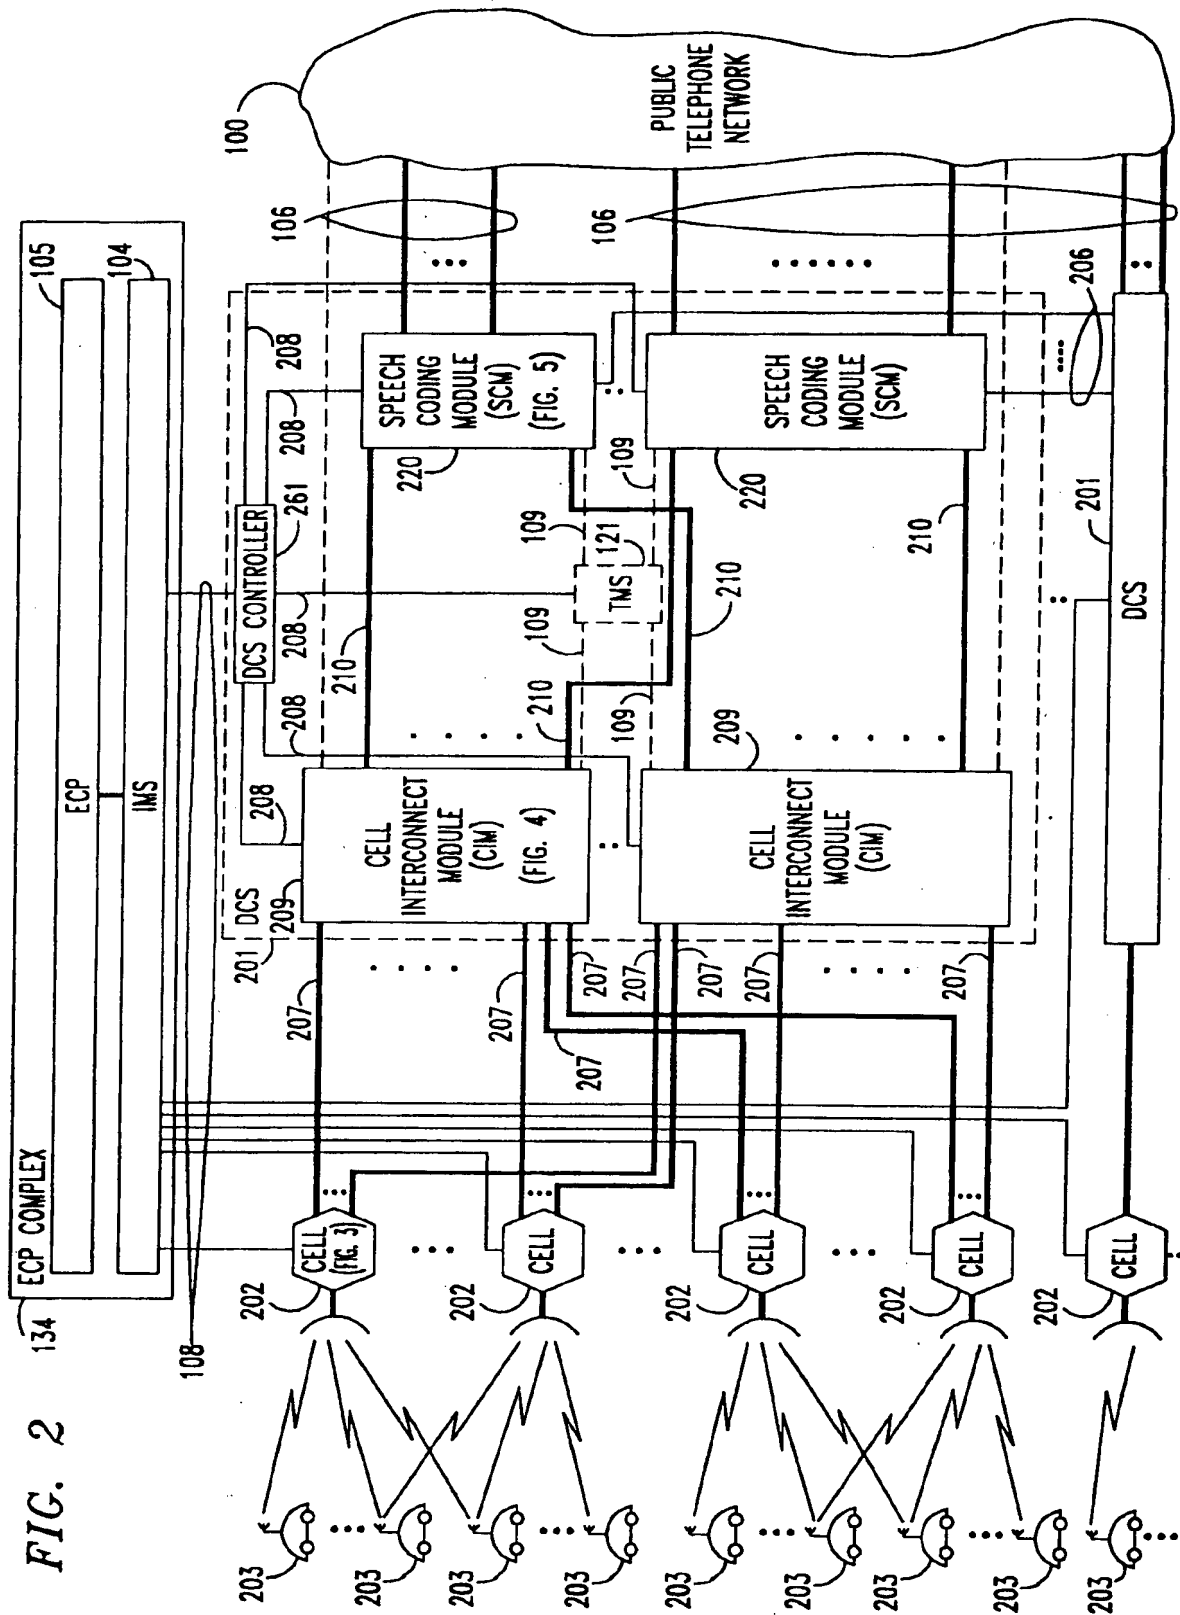 FIG. 2
134
ECP COMPLEX
105
ECP
104
IMS
108
100
PUBLIC
TELEPHONE
NETWORK
106
106
201
DCS
DCS CONTROLLER
261
208
208
208
208
208
209
CELL
INTERCONNECT
MODULE
(CIM)
(FIG. 4)
209
CELL
INTERCONNECT
MODULE
(CIM)
210
210
210
210
109
109
109
109
TMS
121
SPEECH
CODING
MODULE
(SCM)
(FIG. 5)
220
SPEECH
CODING
MODULE
(SCM)
220
206
201
DCS
207
207
207
207
207
207
207
207
CELL
(FIG. 3)
202
CELL
202
CELL
202
CELL
202
CELL
202
203
203
203
203
203
203
203
203
203